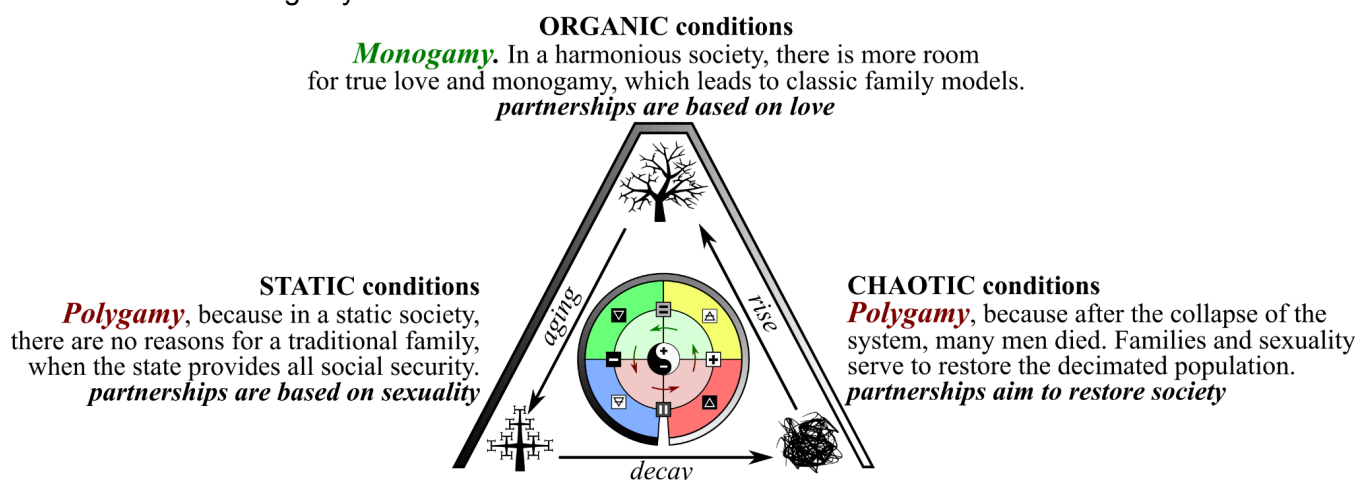 ORGANIC conditions
Monogamy. In a harmonious society, there is more room
for true love and monogamy, which leads to classic family models.
partnerships are based on love
STATIC conditions
Polygamy, because in a static society,
there are no reasons for a traditional family,
when the state provides all social security.
partnerships are based on sexuality
aging
rise
CHAOTIC conditions
Polygamy, because after the collapse of the
system, many men died. Families and sexuality
serve to restore the decimated population.
partnerships aim to restore society
decay